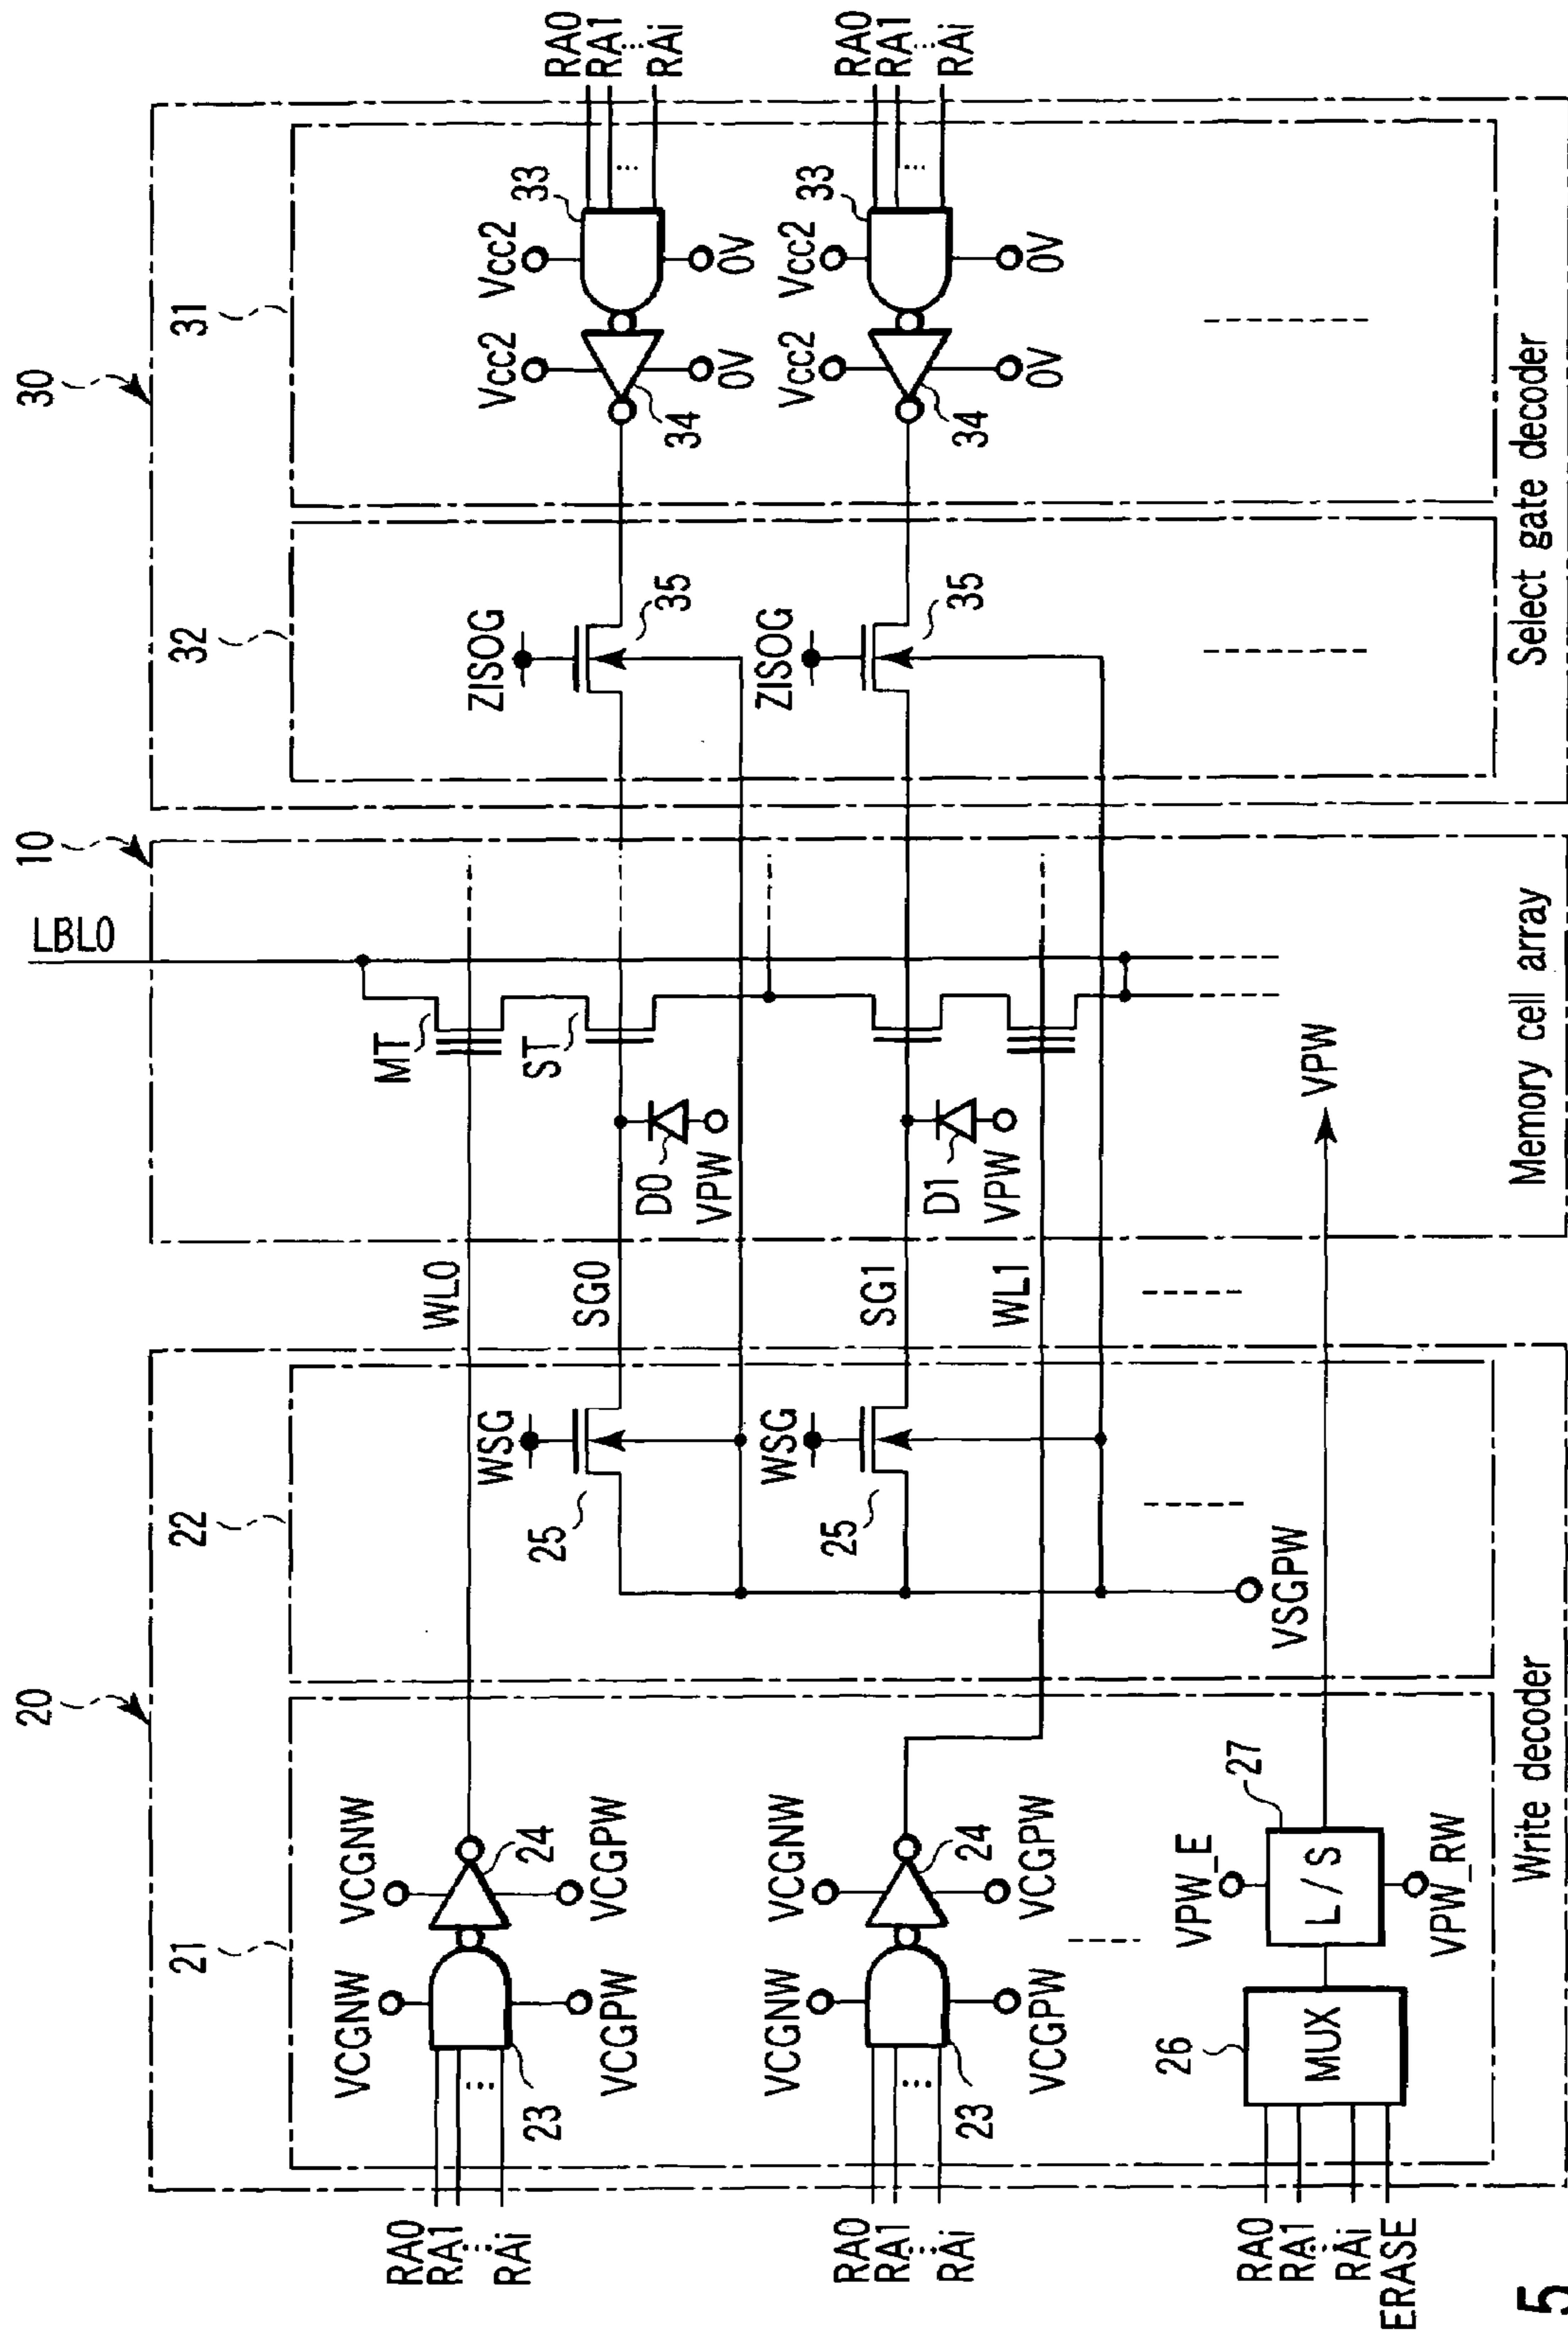 30
31
32
RA0
RA1
RAi
33
Vcc2
0V
Vcc2
0V
34
ZISOG
35
RA0
RA1
RAi
33
Vcc2
0V
Vcc2
0V
34
ZISOG
35
Select gate decoder
10
LBL0
MT
ST
D0
VPW
D1
VPW
VPW
Memory cell array
WL0
SG0
SG1
WL1
20
21
22
WSG
25
WSG
25
VSGPW
VCGNW
VCGPW
24
VCGNW
VCGPW
23
RA0
RA1
RAi
VCGNW
VCGPW
24
VCGNW
VCGPW
23
RA0
RA1
RAi
VPW_E
27
L/S
VPW_RW
26
MUX
RA0
RA1
RAi
ERASE
Write decoder
5